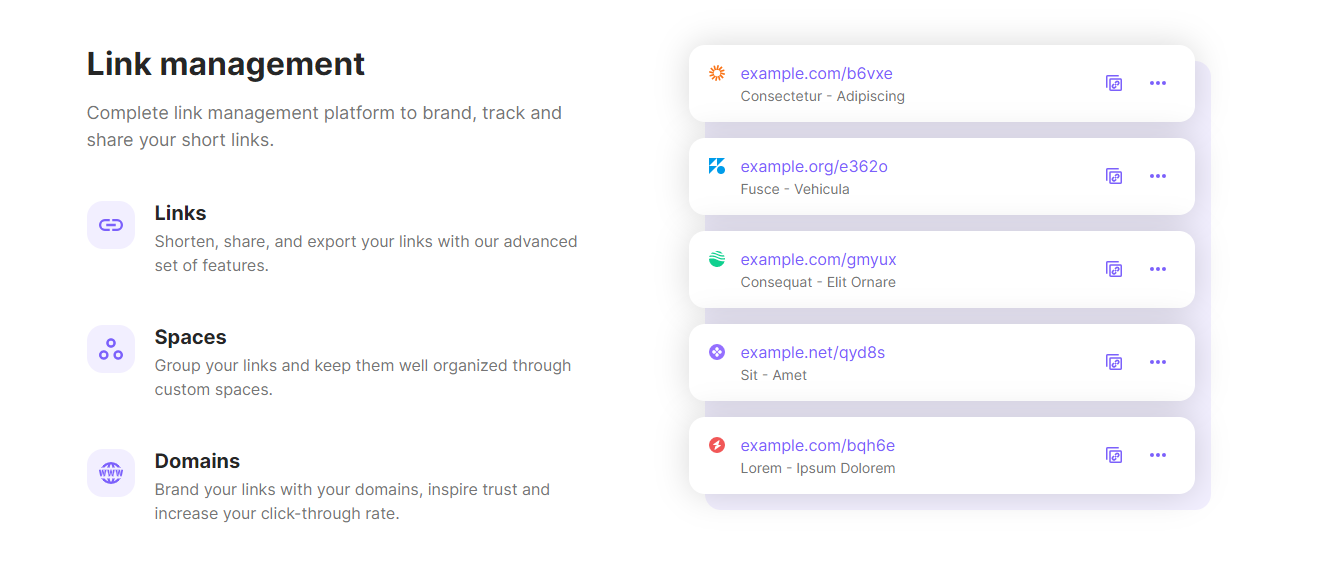 Link management
Complete link management platform to brand, track and
share your short links.
Links
Shorten, share, and export your links with our advanced
set of features.
Spaces
Group your links and keep them well organized through
custom spaces.
WWW
Domains
Brand your links with your domains, inspire trust and
increase your click-through rate.
example.com/b6vxe
Consectetur - Adipiscing
example.org/e362o
Fusce - Vehicula
example.com/gmyux
Consequat - Elit Ornare
example.net/qyd8s
Sit - Amet
example.com/bqh6e
Lorem - Ipsum Dolorem